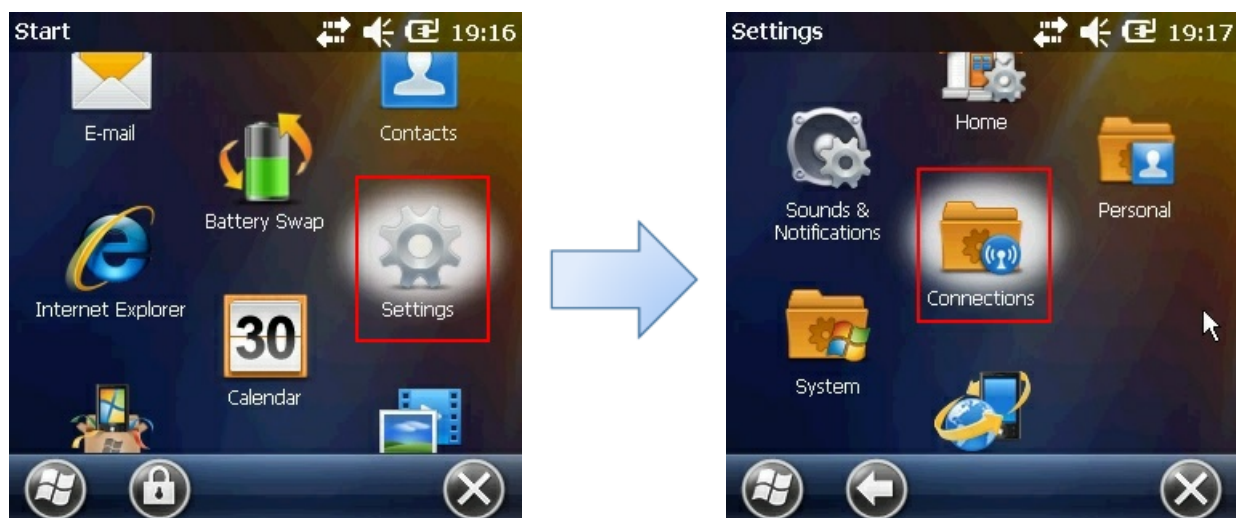 Start 19:16
E-mail
Contacts
Battery Swap
Internet Explorer
Settings
30
Calendar
Settings 19:17
Home
Sounds &
Notifications
Personal
Connections
System